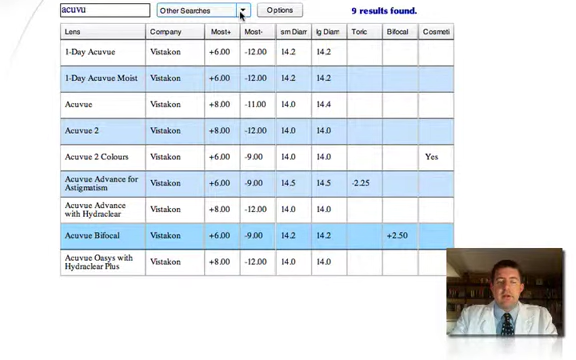 acuvu Other Searches Options 9 results found.
Lens Company Most+ Most- sm Diam lg Diam Toric Bifocal Cosmeti
1-Day Acuvue Vistakon +6.00 -12.00 14.2 14.2
1-Day Acuvue Moist Vistakon +6.00 -12.00 14.2 14.2
Acuvue Vistakon +8.00 -11.00 14.0 14.4
Acuvue 2 Vistakon +8.00 -12.00 14.0 14.0
Acuvue 2 Colours Vistakon +6.00 -9.00 14.0 14.0 Yes
Acuvue Advance for
Astigmatism Vistakon +6.00 -9.00 14.5 14.5 -2.25
Acuvue Advance
with Hydraclear Vistakon +8.00 -12.00 14.0 14.0
Acuvue Bifocal Vistakon +6.00 -9.00 14.2 14.2 +2.50
Acuvue Oasys with
Hydraclear Plus Vistakon +8.00 -12.00 14.0 14.0